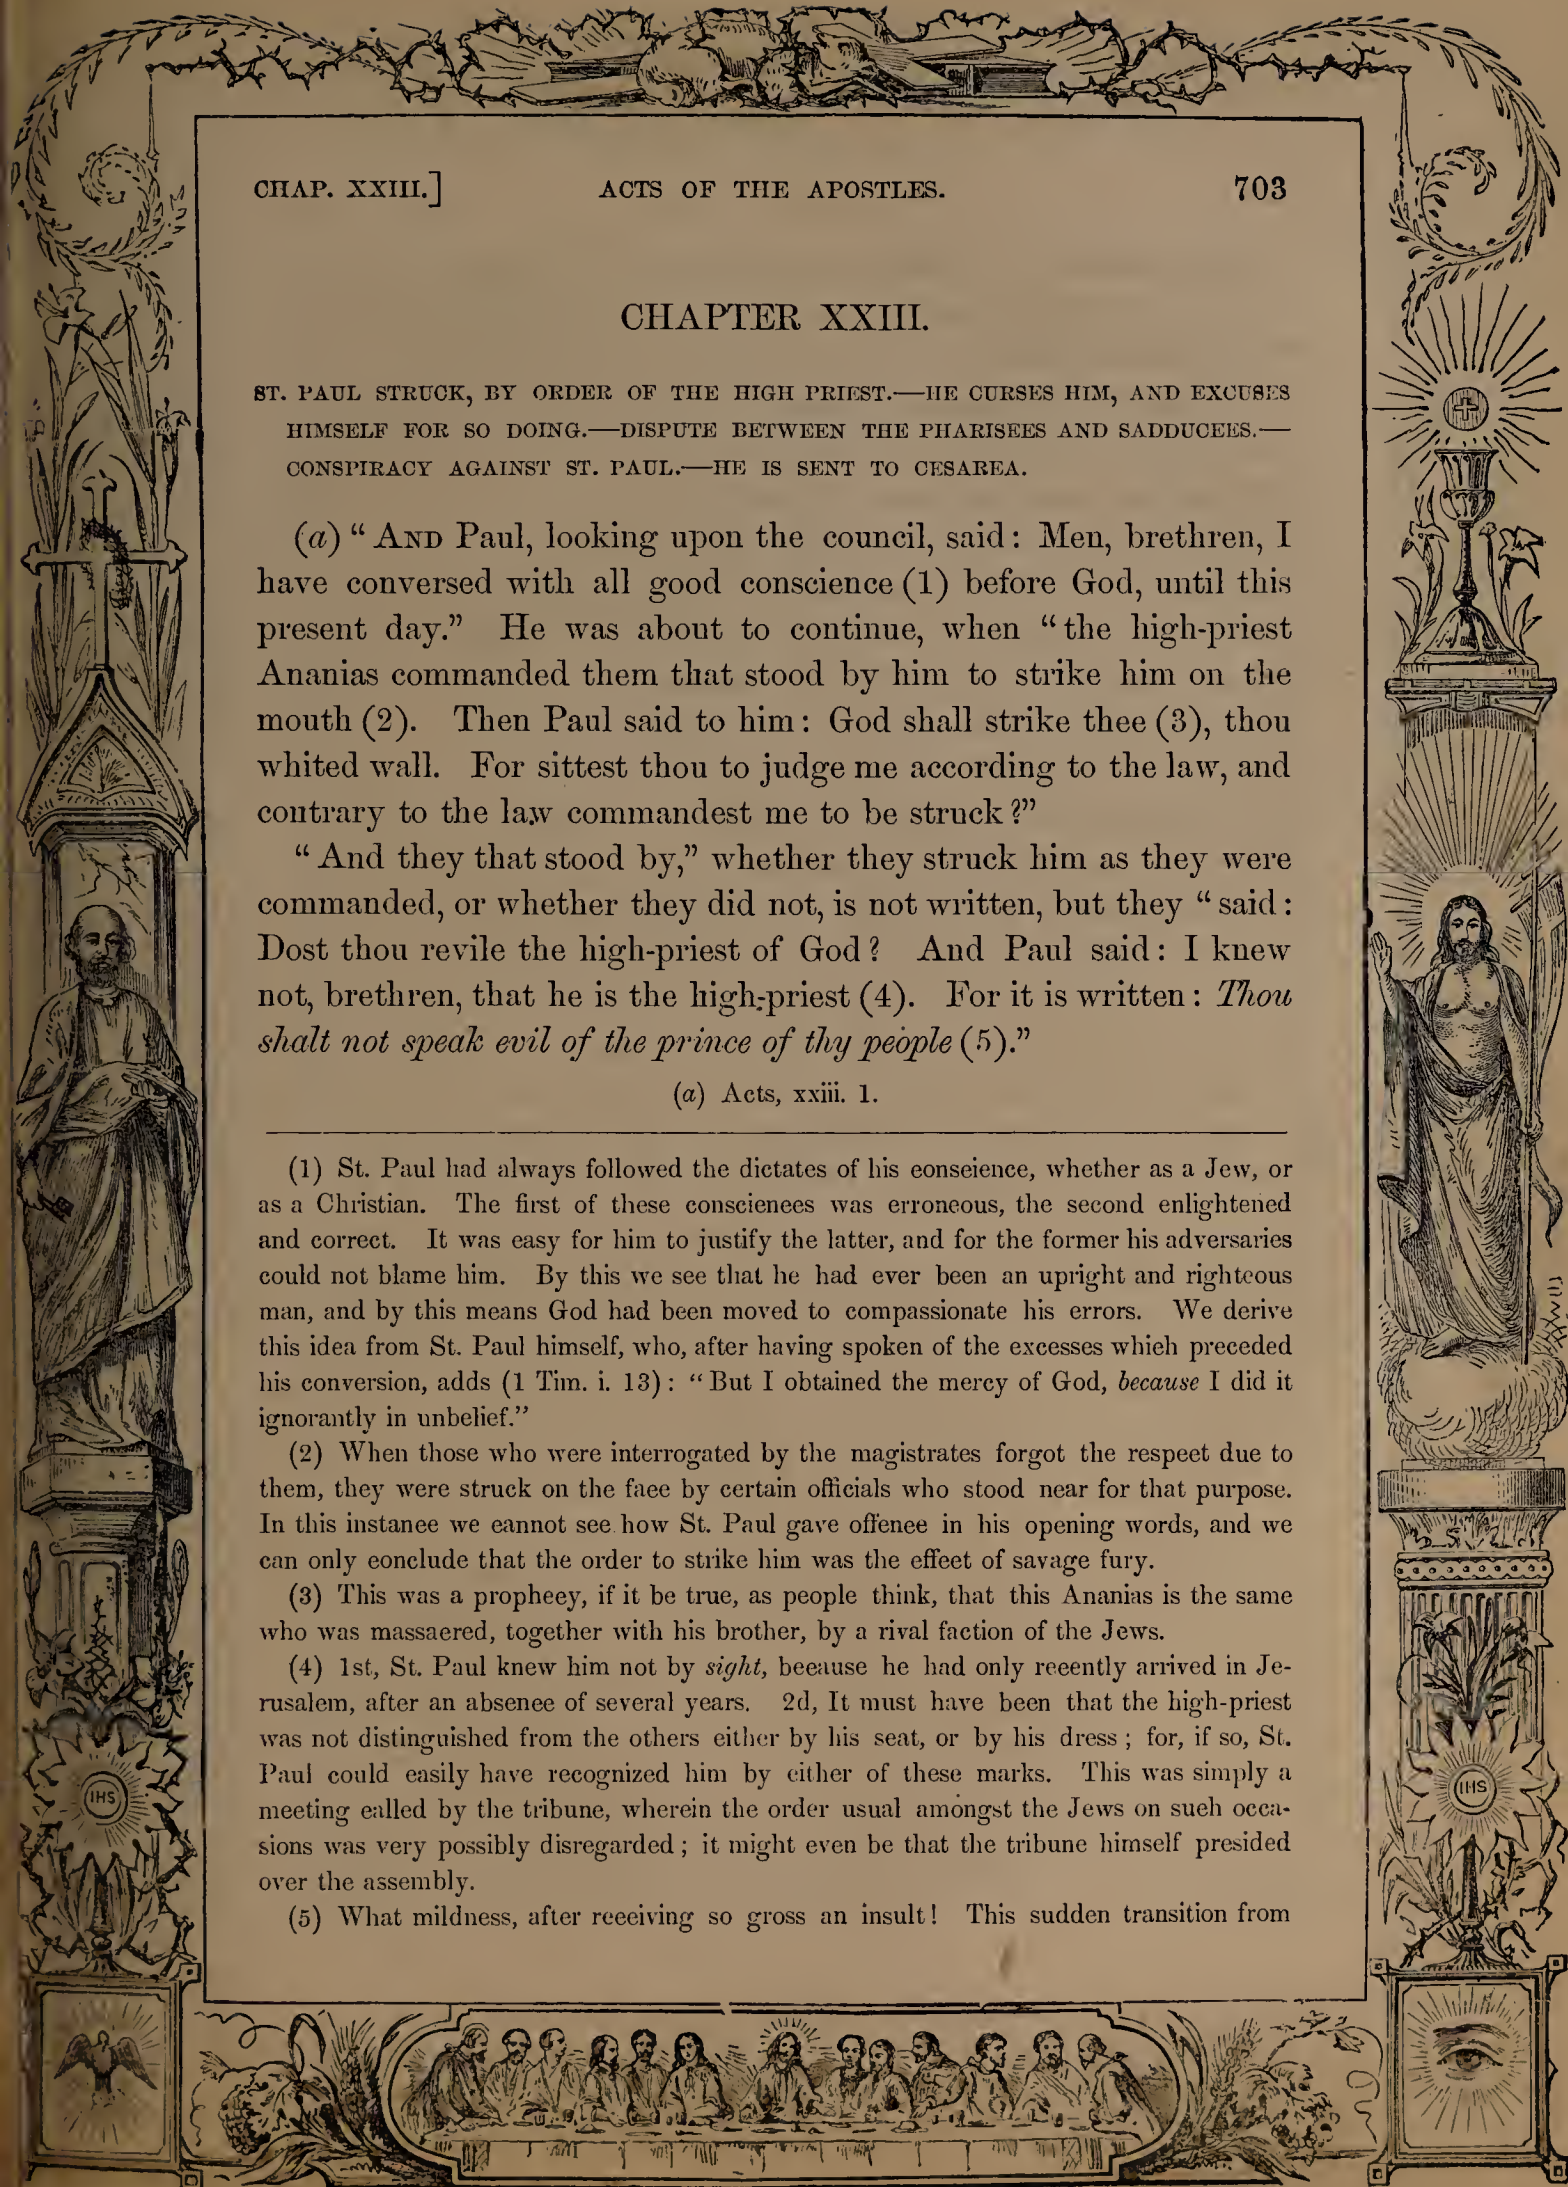 CHAP. XXIII.] ACTS OF THE APOSTLES. 703
CHAPTER XXIII.
ST. PAUL STRUCK, BY ORDER OF THE HIGH PRIEST.—HE CURSES HIM, AND EXCUSES
HIMSELF FOR SO DOING.—DISPUTE BETWEEN THE PHARISEES AND SADDUCEES.—
CONSPIRACY AGAINST ST. PAUL.—HE IS SENT TO CESAREA.
(a) “AND Paul, looking upon the council, said: Men, brethren, I
have conversed with all good conscience (1) before God, until this
present day.” He was about to continue, when “the high-priest
Ananias commanded them that stood by him to strike him on the
mouth (2). Then Paul said to him: God shall strike thee (3), thou
whited wall. For sittest thou to judge me according to the law, and
contrary to the law commandest me to be struck?”
“And they that stood by,” whether they struck him as they were
commanded, or whether they did not, is not written, but they “said:
Dost thou revile the high-priest of God? And Paul said: I knew
not, brethren, that he is the high-priest (4). For it is written: Thou
shalt not speak evil of the prince of thy people (5).”
(a) Acts, xxiii. 1.
(1) St. Paul had always followed the dictates of his conscience, whether as a Jew, or
as a Christian. The first of these consciences was erroneous, the second enlightened
and correct. It was easy for him to justify the latter, and for the former his adversaries
could not blame him. By this we see that he had ever been an upright and righteous
man, and by this means God had been moved to compassionate his errors. We derive
this idea from St. Paul himself, who, after having spoken of the excesses which preceded
his conversion, adds (1 Tim. i. 13): “But I obtained the mercy of God, because I did it
ignorantly in unbelief.”
(2) When those who were interrogated by the magistrates forgot the respect due to
them, they were struck on the face by certain officials who stood near for that purpose.
In this instance we cannot see how St. Paul gave offence in his opening words, and we
can only conclude that the order to strike him was the effect of savage fury.
(3) This was a prophecy, if it be true, as people think, that this Ananias is the same
who was massacred, together with his brother, by a rival faction of the Jews.
(4) 1st, St. Paul knew him not by sight, because he had only recently arrived in Je-
rusalem, after an absence of several years. 2d, It must have been that the high-priest
was not distinguished from the others either by his seat, or by his dress; for, if so, St.
Paul could easily have recognized him by either of these marks. This was simply a
meeting called by the tribune, wherein the order usual amongst the Jews on such occa-
sions was very possibly disregarded; it might even be that the tribune himself presided
over the assembly.
(5) What mildness, after receiving so gross an insult! This sudden transition from
IHS
IHS